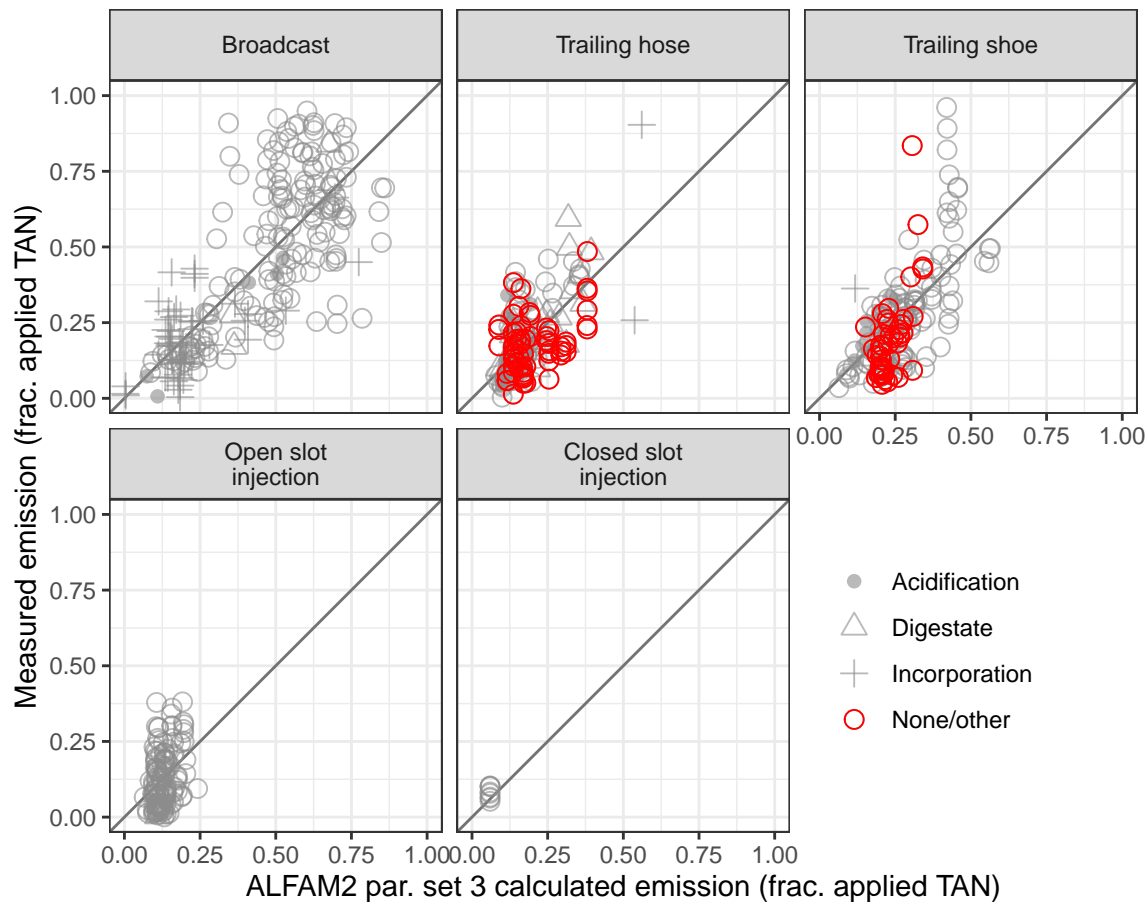 Broadcast
Trailing hose
Trailing shoe
1.00
0.75
0.50
0.25
0.00
0.00 0.25 0.50 0.75 1.00
Open slot
injection
Closed slot
injection
1.00
0.75
0.50
0.25
0.00
0.00 0.25 0.50 0.75 1.00
0.00 0.25 0.50 0.75 1.00
Measured emission (frac. applied TAN)
ALFAM2 par. set 3 calculated emission (frac. applied TAN)
Acidification
Digestate
Incorporation
None/other